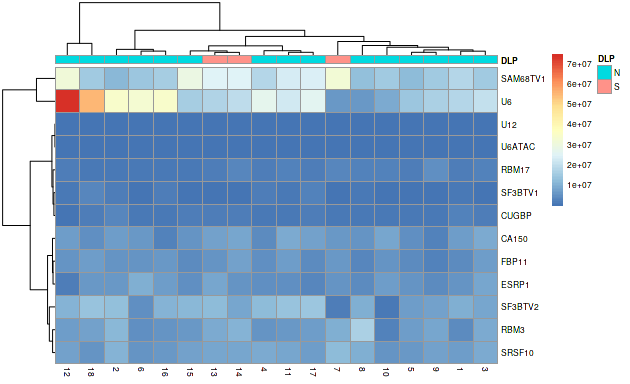 DLP
SAM68TV1
U6
U12
U6ATAC
RBM17
SF3BTV1
CUGBP
CA150
FBP11
ESRP1
SF3BTV2
RBM3
SRSF10
12 18 2 6 16 15 13 14 4 11 17 7 8 10 5 9 1 3
7e+07
6e+07
5e+07
4e+07
3e+07
2e+07
1e+07
DLP
N
S